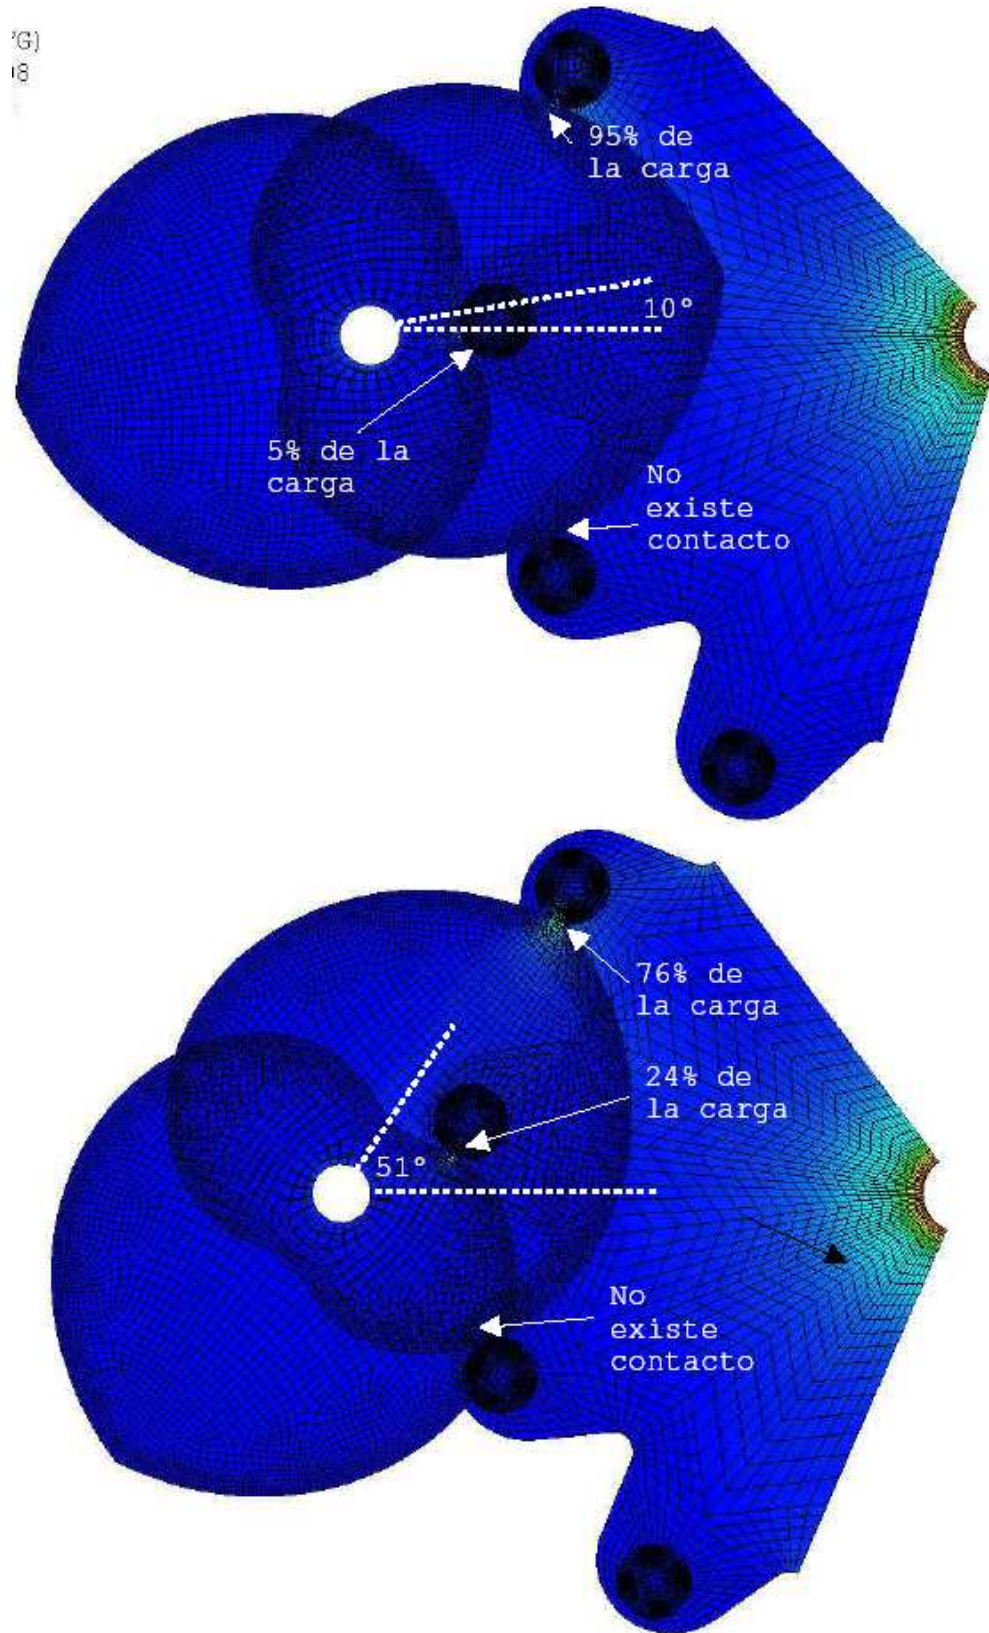 G)
8
95% de
la carga
10°
5% de la
carga
No
existe
contacto
76% de
la carga
24% de
la carga
51°
No
existe
contacto